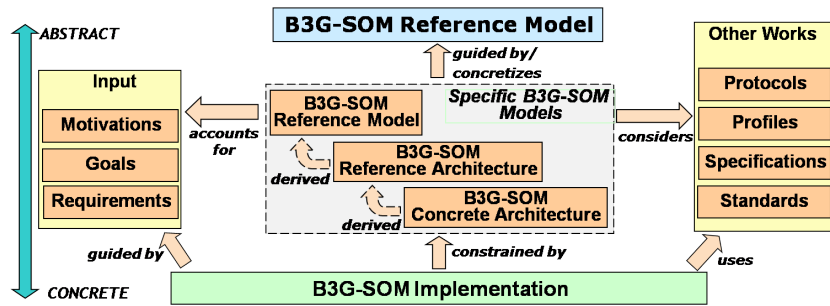 B3G-SOM Reference Model
ABSTRACT
guided by/
concretizes
Input
Motivations
Goals
Requirements
accounts
for
Specific B3G-SOM
Models
B3G-SOM
Reference Model
derived
B3G-SOM
Reference Architecture
derived
B3G-SOM
Concrete Architecture
considers
Other Works
Protocols
Profiles
Specifications
Standards
guided by
constrained by
uses
B3G-SOM Implementation
CONCRETE